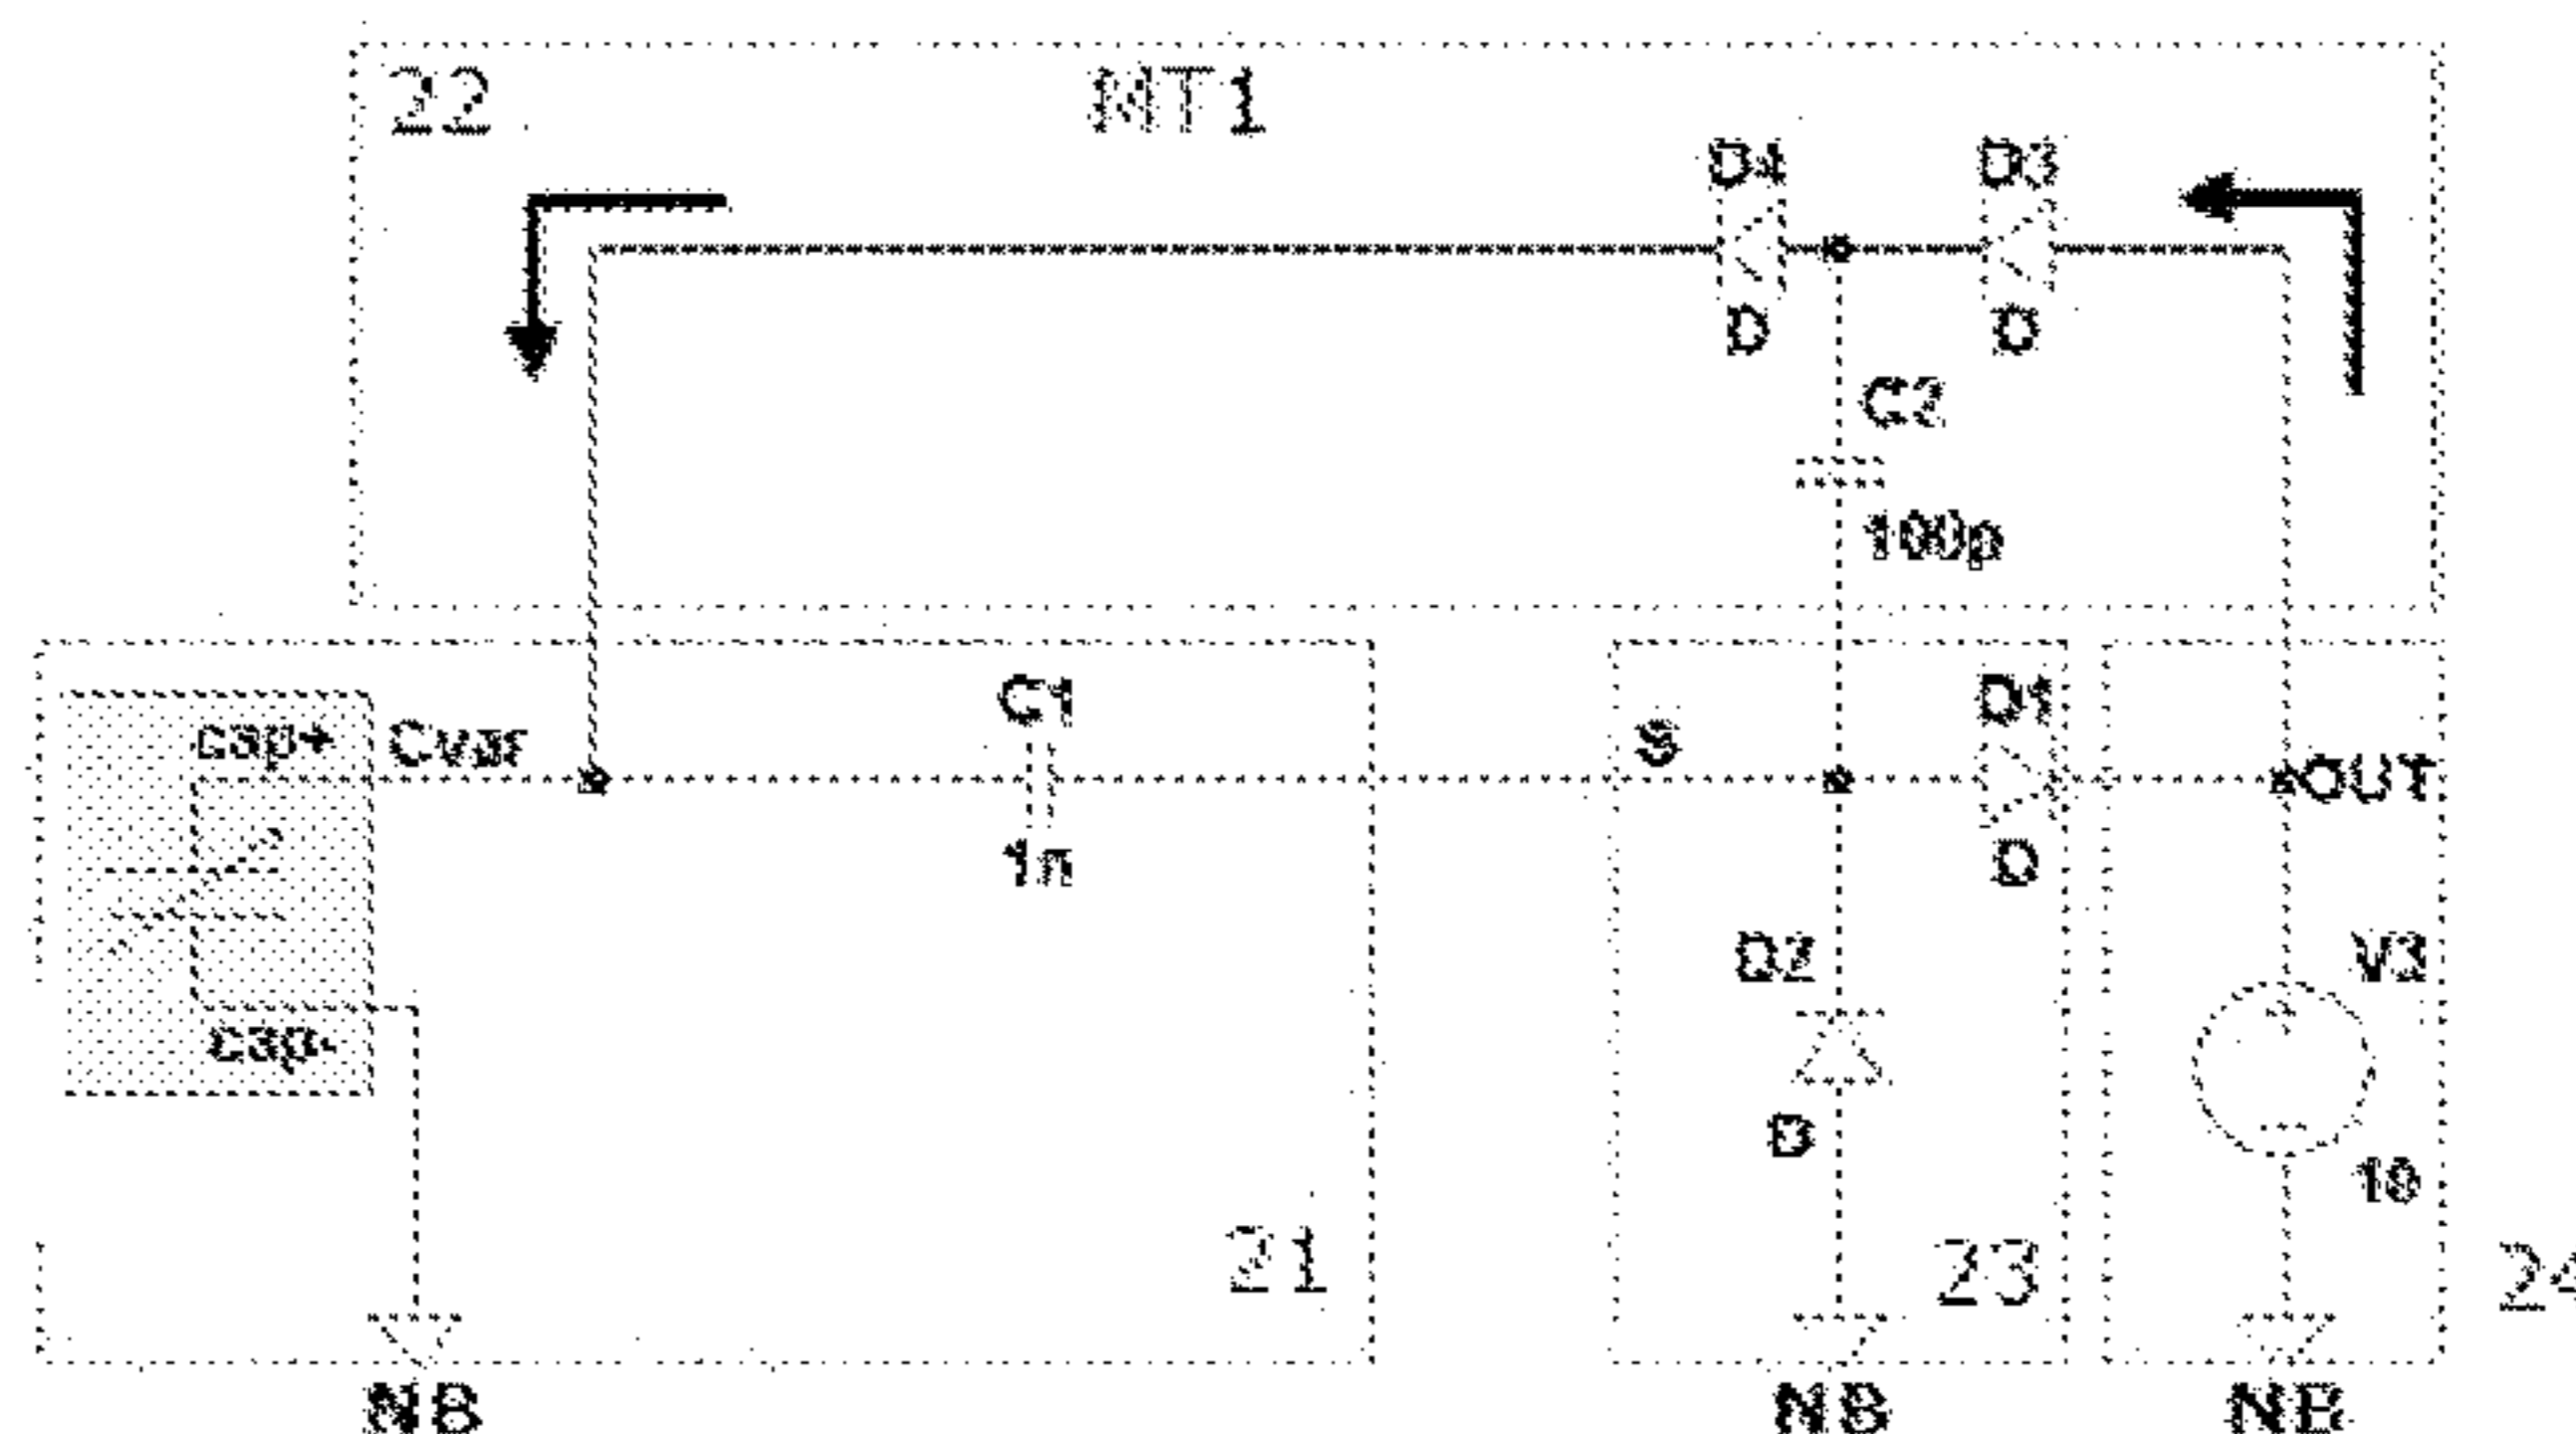 22 MT1
D4 D3
D D
C2
100p
C1 D1
cap+ Cvar S OUT
1n D
D2 V3
cap-
D
10
21 23 24
NB NB NB